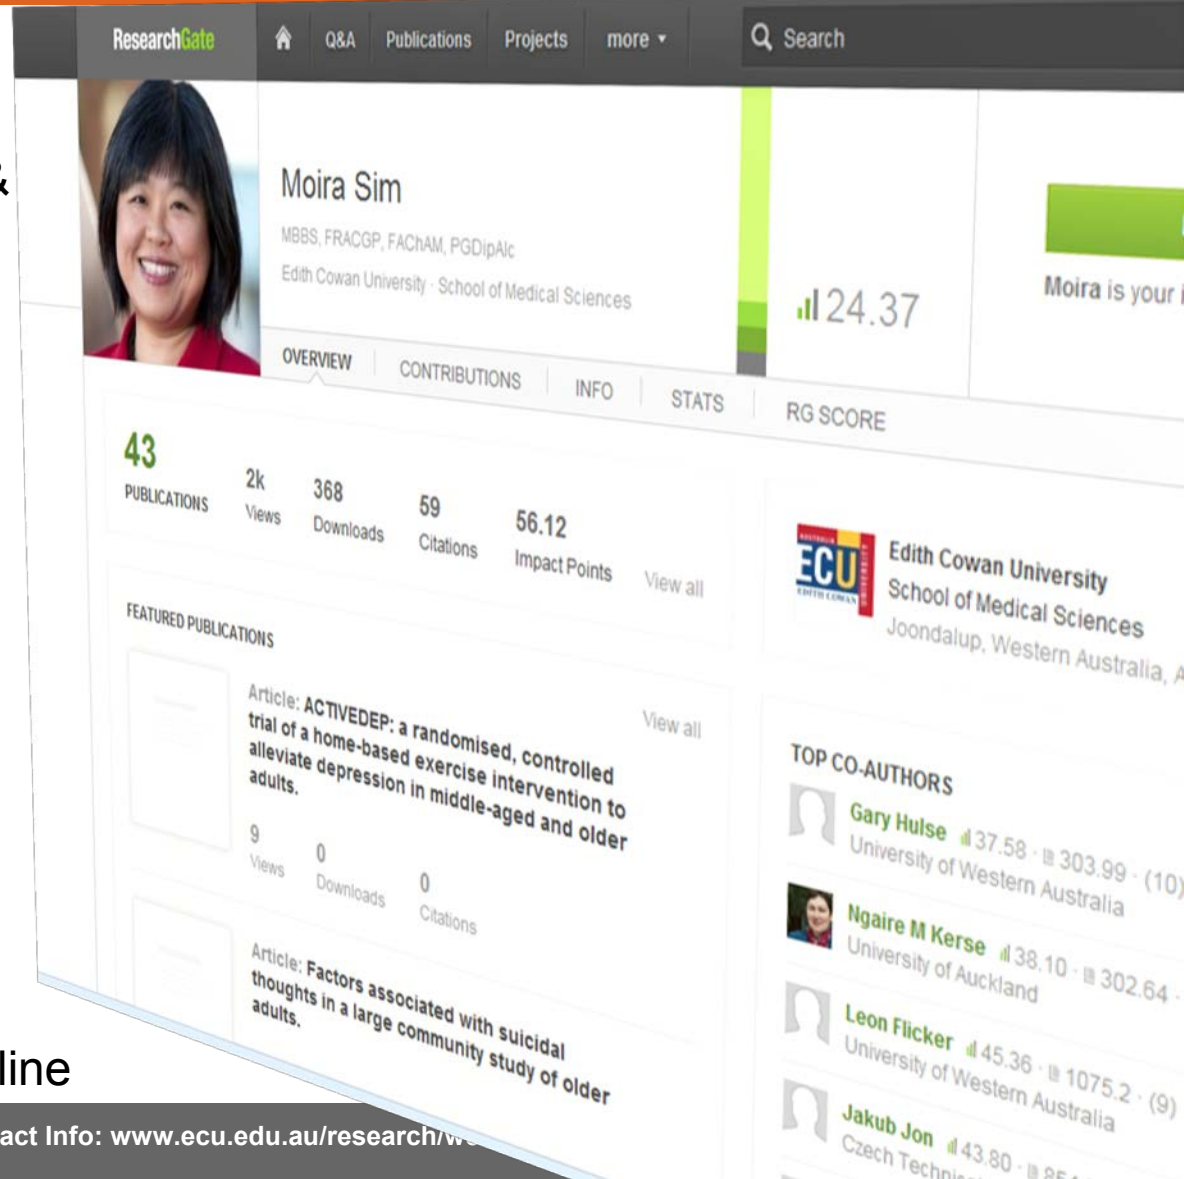 ResearchGate
Q&A
Publications
Projects
more
Search
&
Moira Sim
MBBS, FRACGP, FAChAM, PGDipAlc
Edith Cowan University · School of Medical Sciences
24.37
Moira is your
OVERVIEW
CONTRIBUTIONS
INFO
STATS
RG SCORE
43
PUBLICATIONS
2k
Views
368
Downloads
59
Citations
56.12
Impact Points
View all
AUSTRALIA
ECU
EDITH COWAN
UNIVERSITY
Edith Cowan University
School of Medical Sciences
Joondalup, Western Australia, A
FEATURED PUBLICATIONS
View all
Article: ACTIVEDEP: a randomised, controlled
trial of a home-based exercise intervention to
alleviate depression in middle-aged and older
adults.
9
Views
0
Downloads
0
Citations
Article: Factors associated with suicidal
thoughts in a large community study of older
adults.
TOP CO-AUTHORS
Gary Hulse 37.58 · 303.99 · (10)
University of Western Australia
Ngaire M Kerse 38.10 · 302.64 ·
University of Auckland
Leon Flicker 45.36 · 1075.2 · (9)
University of Western Australia
Jakub Jon 43.80 ·
Czech
line
act Info: www.ecu.edu.au/research/